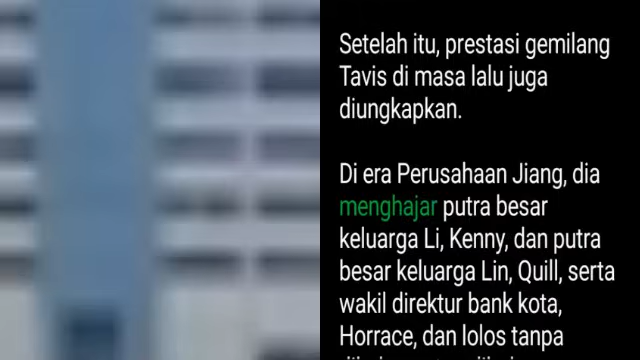 Setelah itu, prestasi gemilang
Tavis di masa lalu juga
diungkapkan.
Di era Perusahaan Jiang, dia
menghajar putra besar
keluarga Li, Kenny, dan putra
besar keluarga Lin, Quill, serta
wakil direktur bank kota,
Horrace, dan lolos tanpa